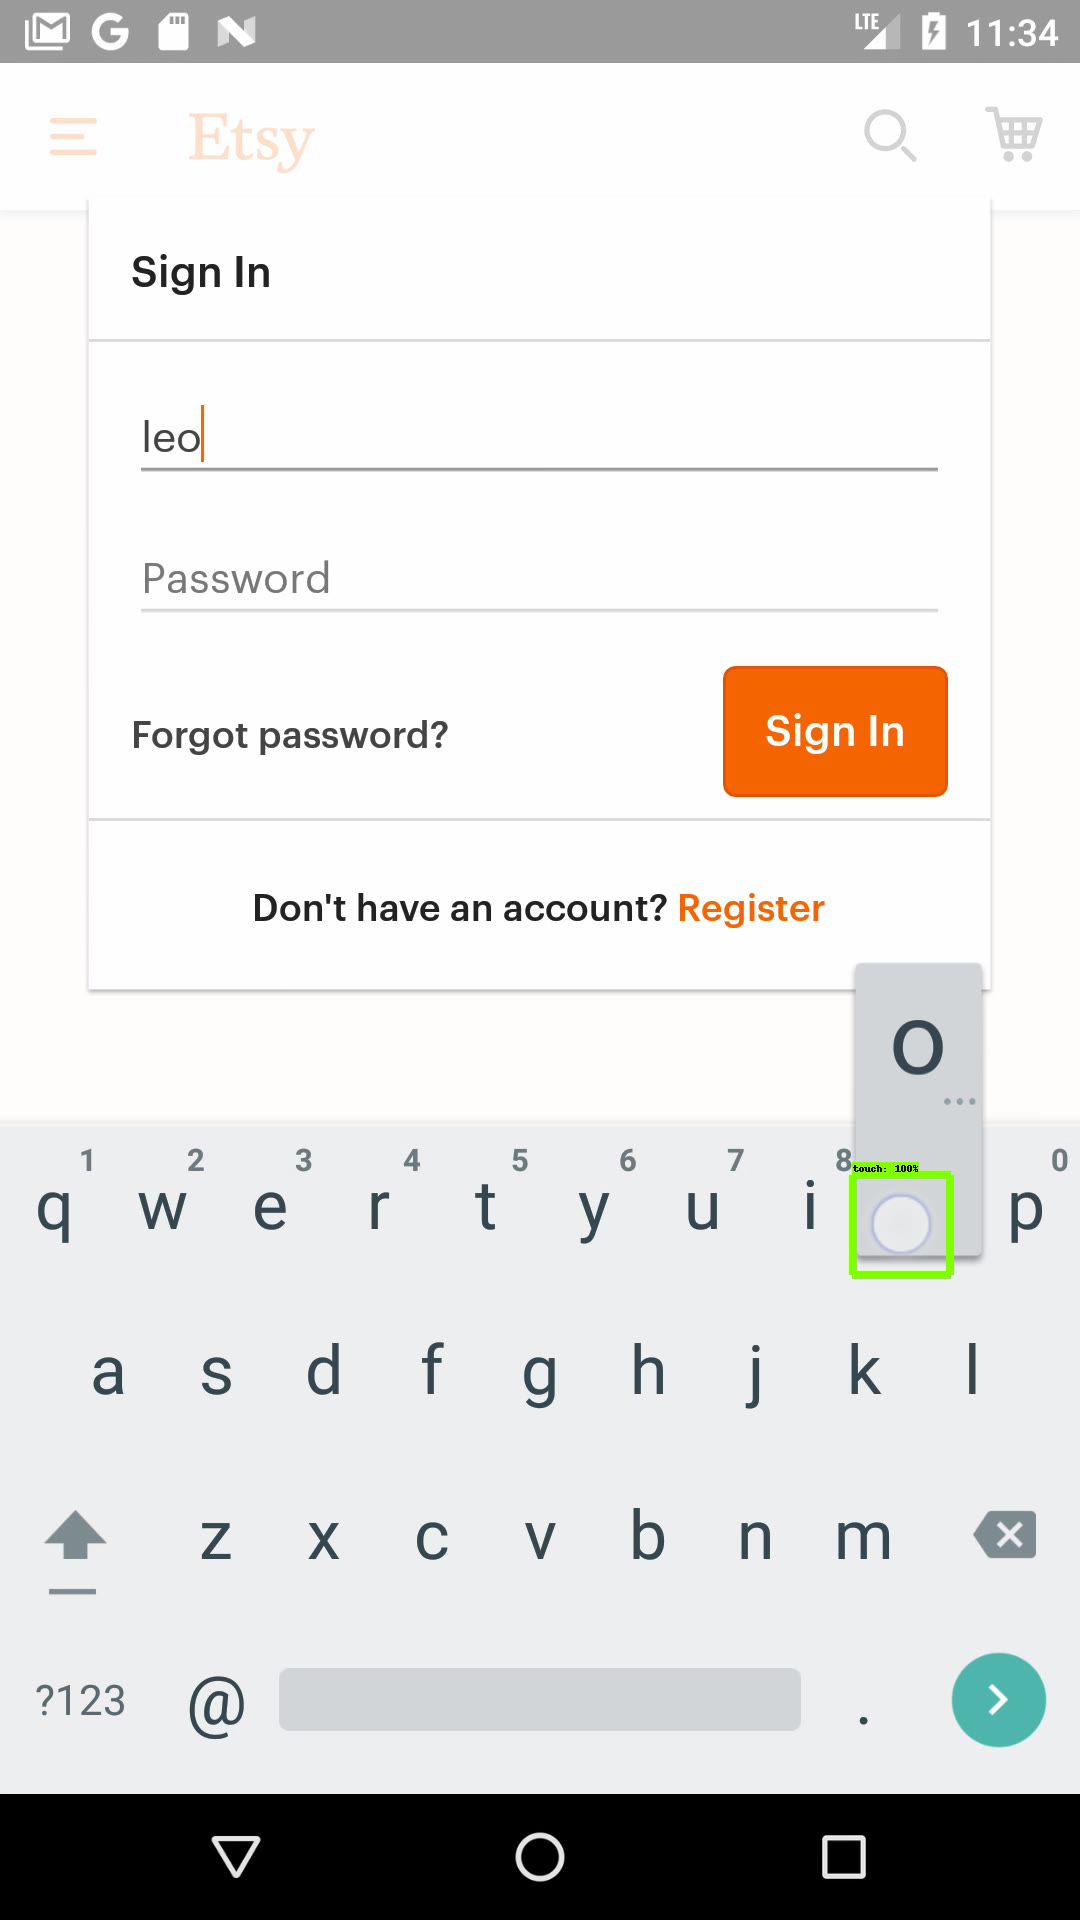 LTE 11:34
Etsy
Sign In
leo
Password
Forgot password? Sign In
Don't have an account? Register
o
...
1 2 3 4 5 6 7 8 0
touch: 100%
q w e r t y u i p
a s d f g h j k l
z x c v b n m
?123 @ .